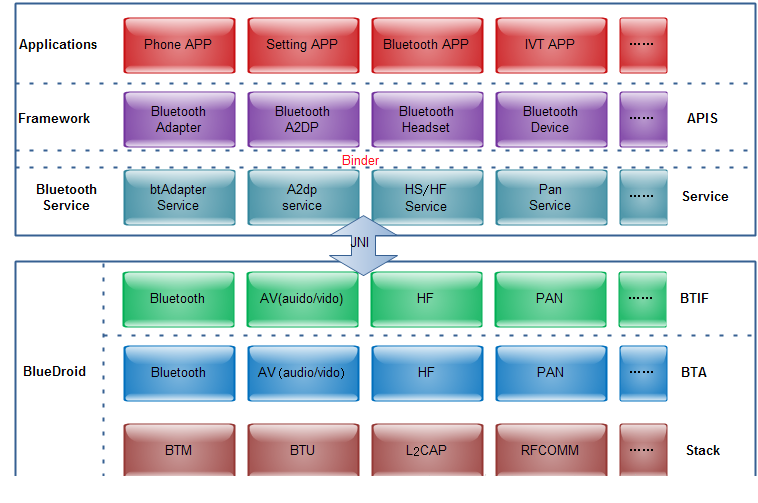 Applications Phone APP Setting APP Bluetooth APP IVT APP ······
Framework Bluetooth Adapter Bluetooth A2DP Bluetooth Headset Bluetooth Device ······ APIS
Binder
Bluetooth Service btAdapter Service A2dp service HS/HF Service Pan Service ······ Service
JNI
Bluetooth AV(auido/vido) HF PAN ······ BTIF
BlueDroid Bluetooth AV(audio/vido) HF PAN ······ BTA
BTM BTU L2CAP RFCOMM ······ Stack